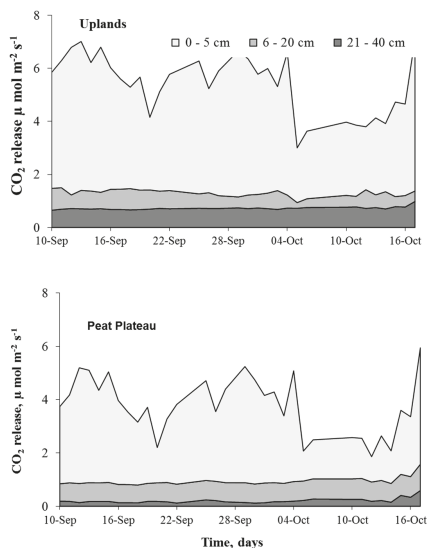 Uplands
0 - 5 cm 6 - 20 cm 21 - 40 cm
CO2 release μ mol m-2 s-1
8
6
4
2
0
10-Sep 16-Sep 22-Sep 28-Sep 04-Oct 10-Oct 16-Oct
Peat Plateau
CO2 release, μ mol m-2 s-1
8
6
4
2
0
10-Sep 16-Sep 22-Sep 28-Sep 04-Oct 10-Oct 16-Oct
Time, days